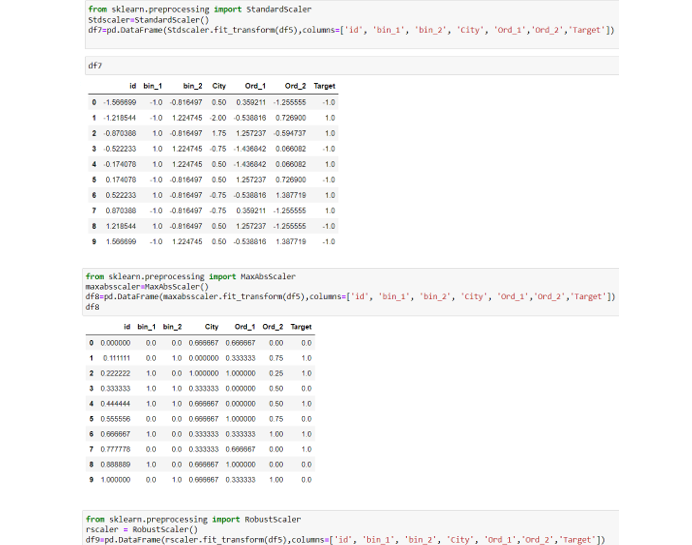 from sklearn.preprocessing import StandardScaler
Stdscaler=StandardScaler()
df7=pd.DataFrame(Stdscaler.fit_transform(df5),columns=['id', 'bin_1', 'bin_2', 'City', 'Ord_1','Ord_2','Target'])
df7
id bin_1 bin_2 City Ord_1 Ord_2 Target
0 -1.566699 -1.0 -0.816497 0.50 0.359211 -1.255555 -1.0
1 -1.218544 -1.0 1.224745 -2.00 -0.538816 0.726900 1.0
2 -0.870388 1.0 -0.816497 1.75 1.257237 -0.594737 1.0
3 -0.522233 1.0 1.224745 -0.75 -1.436842 0.066082 -1.0
4 -0.174078 1.0 1.224745 0.50 -1.436842 0.066082 1.0
5 0.174078 -1.0 -0.816497 0.50 1.257237 0.726900 -1.0
6 0.522233 1.0 -0.816497 -0.75 -0.538816 1.387719 1.0
7 0.870388 -1.0 -0.816497 -0.75 0.359211 -1.255555 1.0
8 1.218544 1.0 -0.816497 0.50 1.257237 -1.255555 -1.0
9 1.566699 -1.0 1.224745 0.50 -0.538816 1.387719 -1.0
from sklearn.preprocessing import MaxAbsScaler
maxabsscaler=MaxAbsScaler()
df8=pd.DataFrame(maxabsscaler.fit_transform(df5),columns=['id', 'bin_1', 'bin_2', 'City', 'Ord_1','Ord_2','Target'])
df8
id bin_1 bin_2 City Ord_1 Ord_2 Target
0 0.000000 0.0 0.0 0.666667 0.666667 0.00 0.0
1 0.111111 0.0 1.0 0.000000 0.333333 0.75 1.0
2 0.222222 1.0 0.0 1.000000 1.000000 0.25 1.0
3 0.333333 1.0 1.0 0.333333 0.000000 0.50 0.0
4 0.444444 1.0 1.0 0.666667 0.000000 0.50 1.0
5 0.555556 0.0 0.0 0.666667 1.000000 0.75 0.0
6 0.666667 1.0 0.0 0.333333 0.333333 1.00 1.0
7 0.777778 0.0 0.0 0.333333 0.666667 0.00 1.0
8 0.888889 1.0 0.0 0.666667 1.000000 0.00 0.0
9 1.000000 0.0 1.0 0.666667 0.333333 1.00 0.0
from sklearn.preprocessing import RobustScaler
rscaler = RobustScaler()
df9=pd.DataFrame(rscaler.fit_transform(df5),columns=['id', 'bin_1', 'bin_2', 'City', 'Ord_1','Ord_2','Target'])